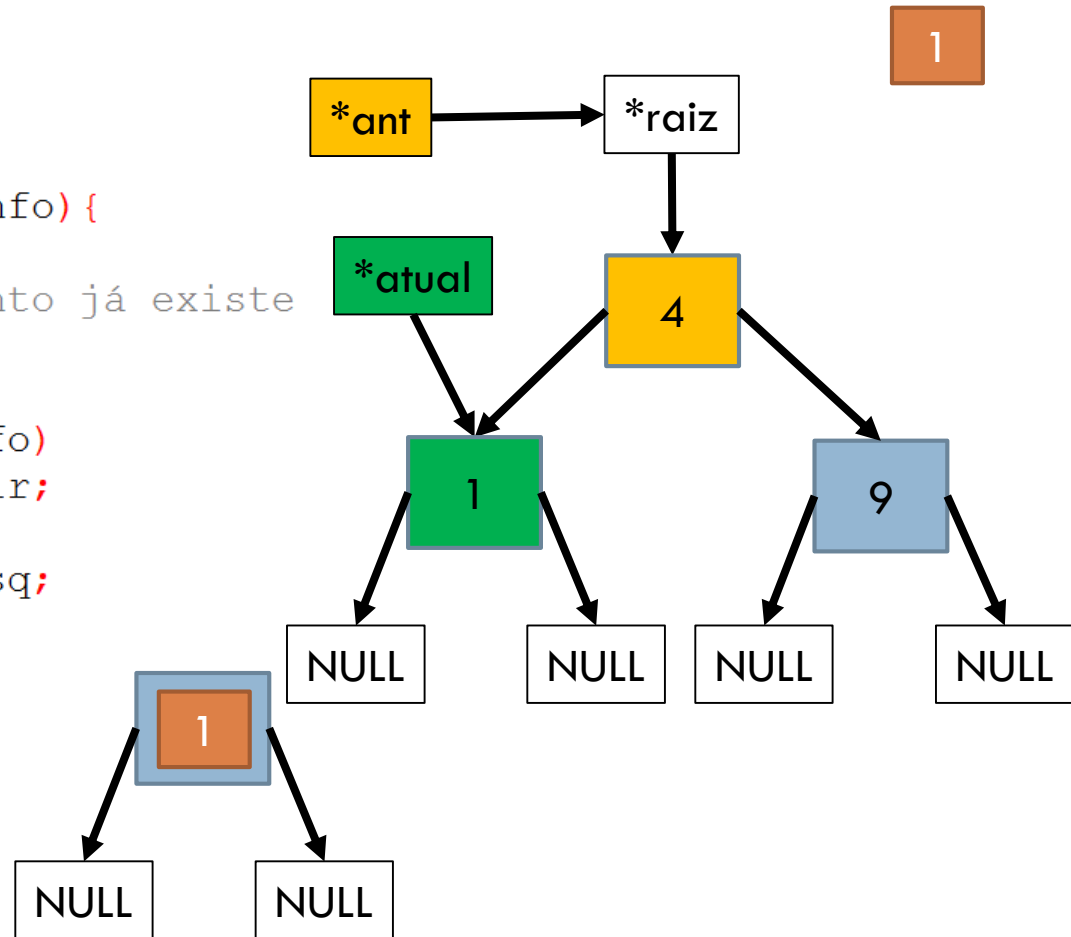 1
*ant
*raiz
nfo){
*atual
nto já existe
4
fo)
ir;
1
9
sq;
NULL
NULL
NULL
NULL
1
NULL
NULL